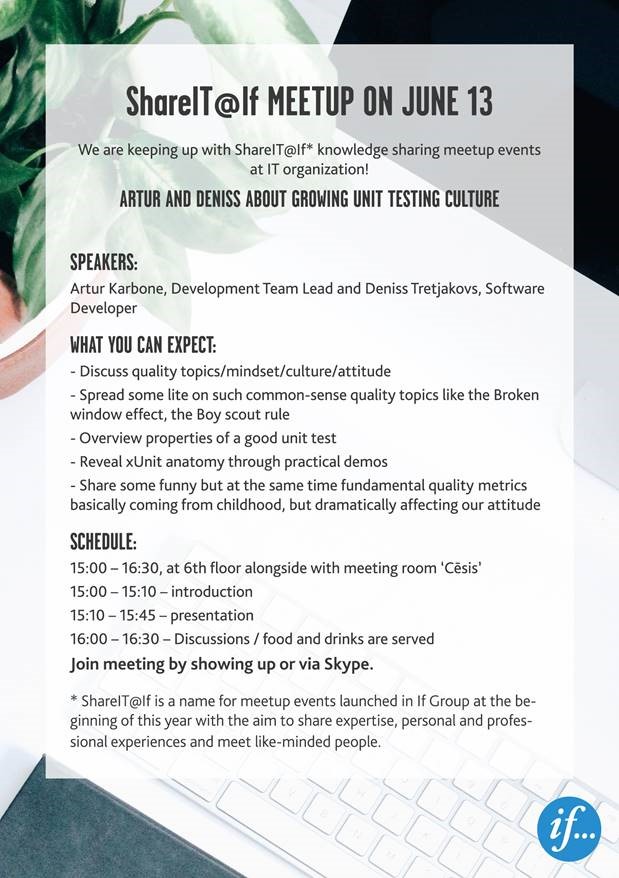 ShareIT@If MEETUP ON JUNE 13
We are keeping up with ShareIT@If* knowledge sharing meetup events
at IT organization!
ARTUR AND DENISS ABOUT GROWING UNIT TESTING CULTURE
SPEAKERS:
Artur Karbone, Development Team Lead and Deniss Tretjakovs, Software
Developer
WHAT YOU CAN EXPECT:
- Discuss quality topics/mindset/culture/attitude
- Spread some lite on such common-sense quality topics like the Broken
window effect, the Boy scout rule
- Overview properties of a good unit test
- Reveal xUnit anatomy through practical demos
- Share some funny but at the same time fundamental quality metrics
basically coming from childhood, but dramatically affecting our attitude
SCHEDULE:
15:00 – 16:30, at 6th floor alongside with meeting room ‘Cēsis’
15:00 – 15:10 – introduction
15:10 – 15:45 – presentation
16:00 – 16:30 – Discussions / food and drinks are served
Join meeting by showing up or via Skype.
* ShareIT@If is a name for meetup events launched in If Group at the be-
ginning of this year with the aim to share expertise, personal and profes-
sional experiences and meet like-minded people.
if...